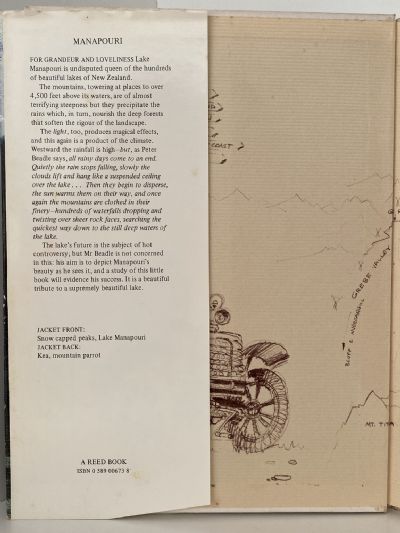 MANAPOURI
FOR GRANDEUR AND LOVELINESS Lake
Manapouri is undisputed queen of the hundreds
of beautiful lakes of New Zealand.
The mountains, towering at places to over
4,500 feet above its waters, are of almost
terrifying steepness but they precipitate the
rains which, in turn, nourish the deep forests
that soften the rigour of the landscape.
The light, too, produces magical effects,
and this again is a product of the climate.
Westward the rainfall is high—but, as Peter
Beadle says, all rainy days come to an end.
Quietly the rain stops falling, slowly the
clouds lift and hang like a suspended ceiling
over the lake . . . Then they begin to disperse,
the sun warms them on their way, and once
again the mountains are clothed in their
finery—hundreds of waterfalls dropping and
twisting over sheer rock faces, searching the
quickest way down to the still deep waters of
the lake.
The lake's future is the subject of hot
controversy, but Mr Beadle is not concerned
in this: his aim is to depict Manapouri's
beauty as he sees it, and a study of this little
book will evidence his success. It is a beautiful
tribute to a supremely beautiful lake.
JACKET FRONT:
Snow capped peaks, Lake Manapouri
JACKET BACK:
Kea, mountain parrot
A REED BOOK
ISBN 0 589 00673 8
COAST
GREBE VALLEY
MT. TITA